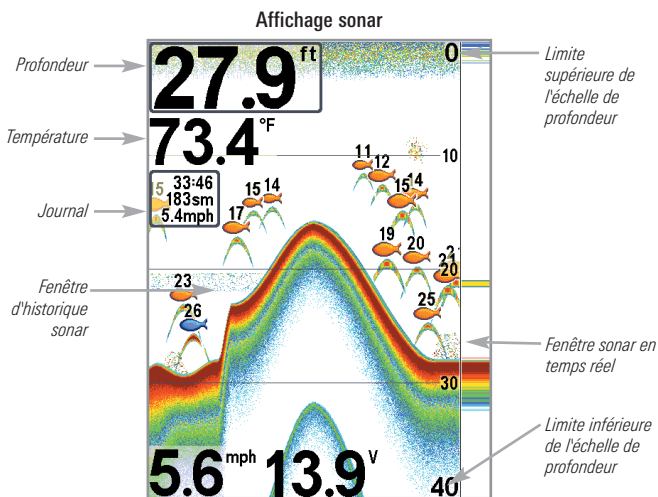 Affichage sonar
Profondeur
27.9 ft
0
Limite
supérieure de
l'échelle de
profondeur
Température
73.4 °F
10
11
12
14
15
15
14
17
Journal
15
33:46
183sm
5.4mph
19
20
21
20
Fenêtre
d'historique
sonar
23
26
25
Fenêtre sonar en
temps réel
30
Limite inférieure
de l'échelle de
profondeur
5.6 mph
13.9 V
40